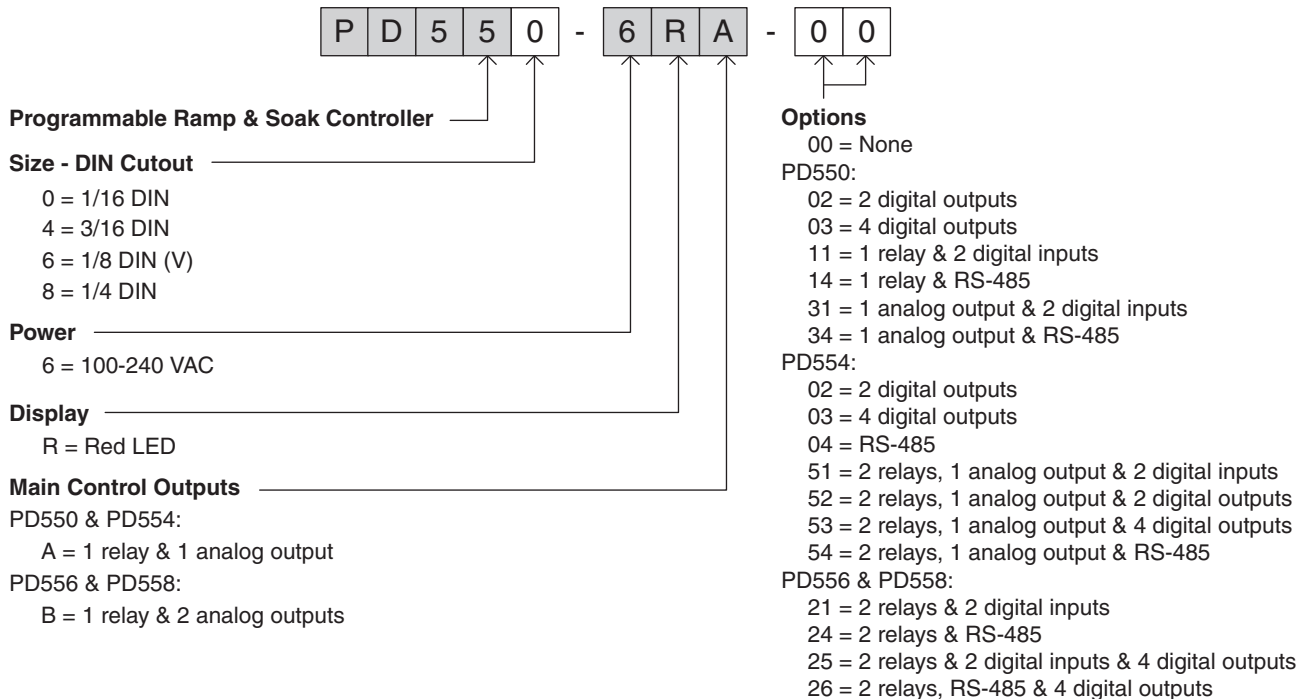 PD550 - 6RA - 00
Programmable Ramp & Soak Controller
Size - DIN Cutout
0 = 1/16 DIN
4 = 3/16 DIN
6 = 1/8 DIN (V)
8 = 1/4 DIN
Power
6 = 100-240 VAC
Display
R = Red LED
Main Control Outputs
PD550 & PD554:
A = 1 relay & 1 analog output
PD556 & PD558:
B = 1 relay & 2 analog outputs
Options
00 = None
PD550:
02 = 2 digital outputs
03 = 4 digital outputs
11 = 1 relay & 2 digital inputs
14 = 1 relay & RS-485
31 = 1 analog output & 2 digital inputs
34 = 1 analog output & RS-485
PD554:
02 = 2 digital outputs
03 = 4 digital outputs
04 = RS-485
51 = 2 relays, 1 analog output & 2 digital inputs
52 = 2 relays, 1 analog output & 2 digital outputs
53 = 2 relays, 1 analog output & 4 digital outputs
54 = 2 relays, 1 analog output & RS-485
PD556 & PD558:
21 = 2 relays & 2 digital inputs
24 = 2 relays & RS-485
25 = 2 relays & 2 digital inputs & 4 digital outputs
26 = 2 relays, RS-485 & 4 digital outputs